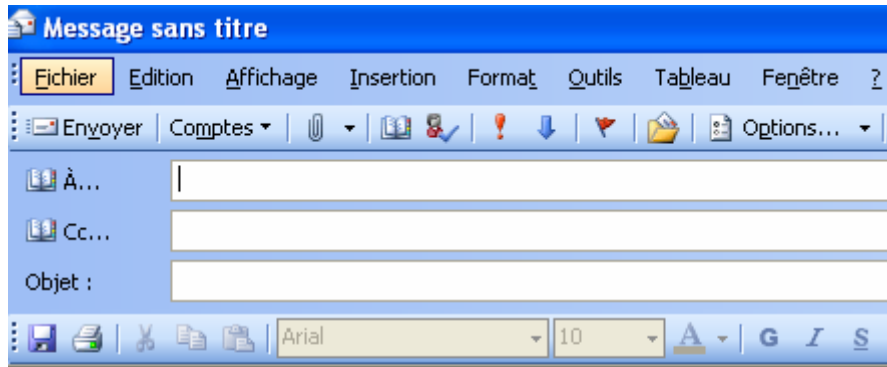 Message sans titre
Fichier Edition Affichage Insertion Format Outils Tableau Fenêtre ?
Envoyer Comptes Options...
À...
Cc...
Objet :
Arial 10 A G I S